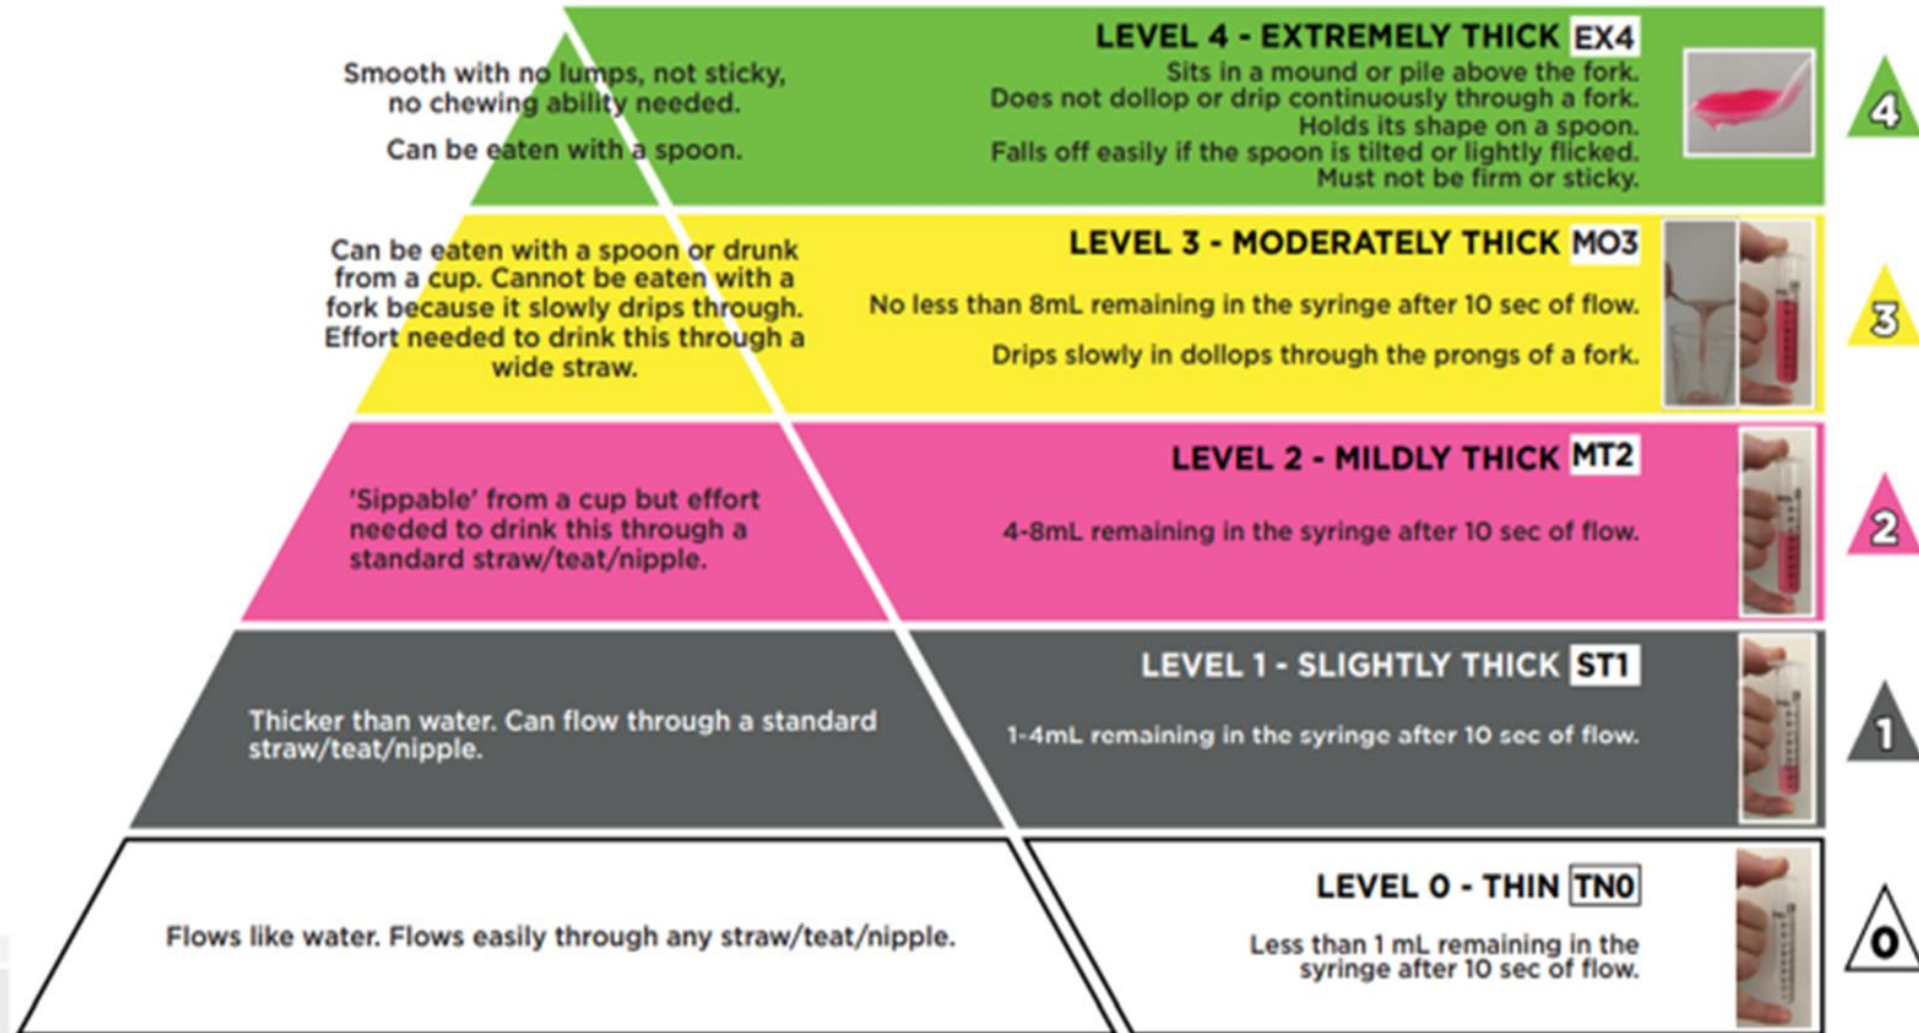 Smooth with no lumps, not sticky,
no chewing ability needed.
Can be eaten with a spoon.
LEVEL 4 - EXTREMELY THICK EX4
Sits in a mound or pile above the fork.
Does not dollop or drip continuously through a fork.
Holds its shape on a spoon.
Falls off easily if the spoon is tilted or lightly flicked.
Must not be firm or sticky.
4
Can be eaten with a spoon or drunk
from a cup. Cannot be eaten with a
fork because it slowly drips through.
Effort needed to drink this through a
wide straw.
LEVEL 3 - MODERATELY THICK MO3
No less than 8mL remaining in the syringe after 10 sec of flow.
Drips slowly in dollops through the prongs of a fork.
3
'Sippable' from a cup but effort
needed to drink this through a
standard straw/teat/nipple.
LEVEL 2 - MILDLY THICK MT2
4-8mL remaining in the syringe after 10 sec of flow.
2
Thicker than water. Can flow through a standard
straw/teat/nipple.
LEVEL 1 - SLIGHTLY THICK ST1
1-4mL remaining in the syringe after 10 sec of flow.
1
Flows like water. Flows easily through any straw/teat/nipple.
LEVEL 0 - THIN TN0
Less than 1 mL remaining in the
syringe after 10 sec of flow.
0